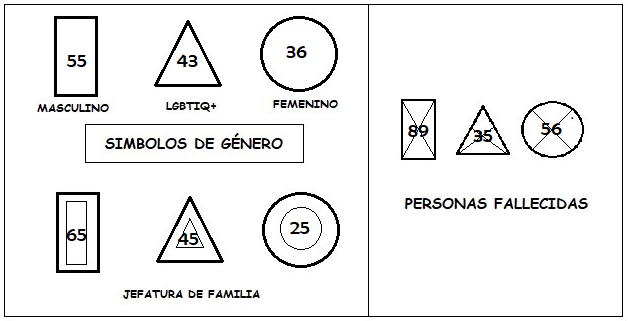 55 43 36
MASCULINO LGBTIQ+ FEMENINO
SIMBOLOS DE GÉNERO
65 45 25
JEFATURA DE FAMILIA
89 35 56
PERSONAS FALLECIDAS